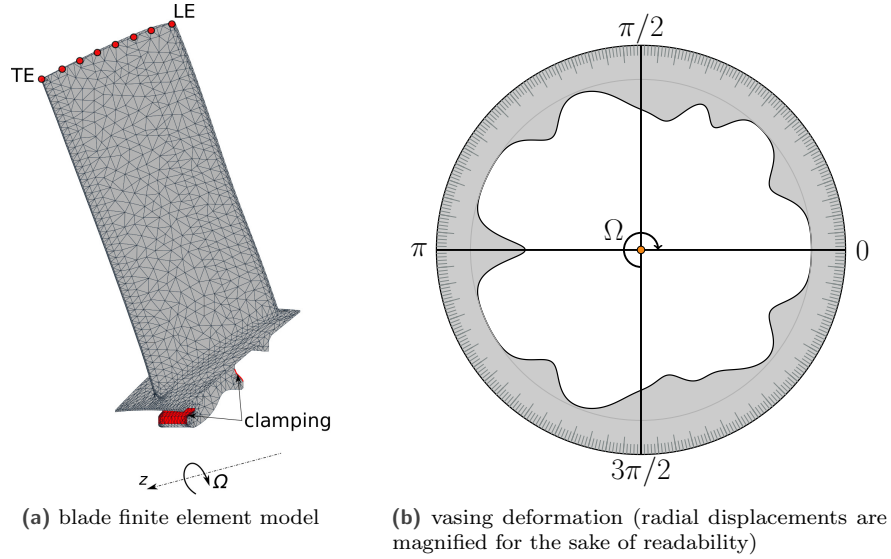 LE
TE
clamping
z
Ω
(a) blade finite element model
π/2
Ω
π
0
3π/2
(b) vasing deformation (radial displacements are
magnified for the sake of readability)